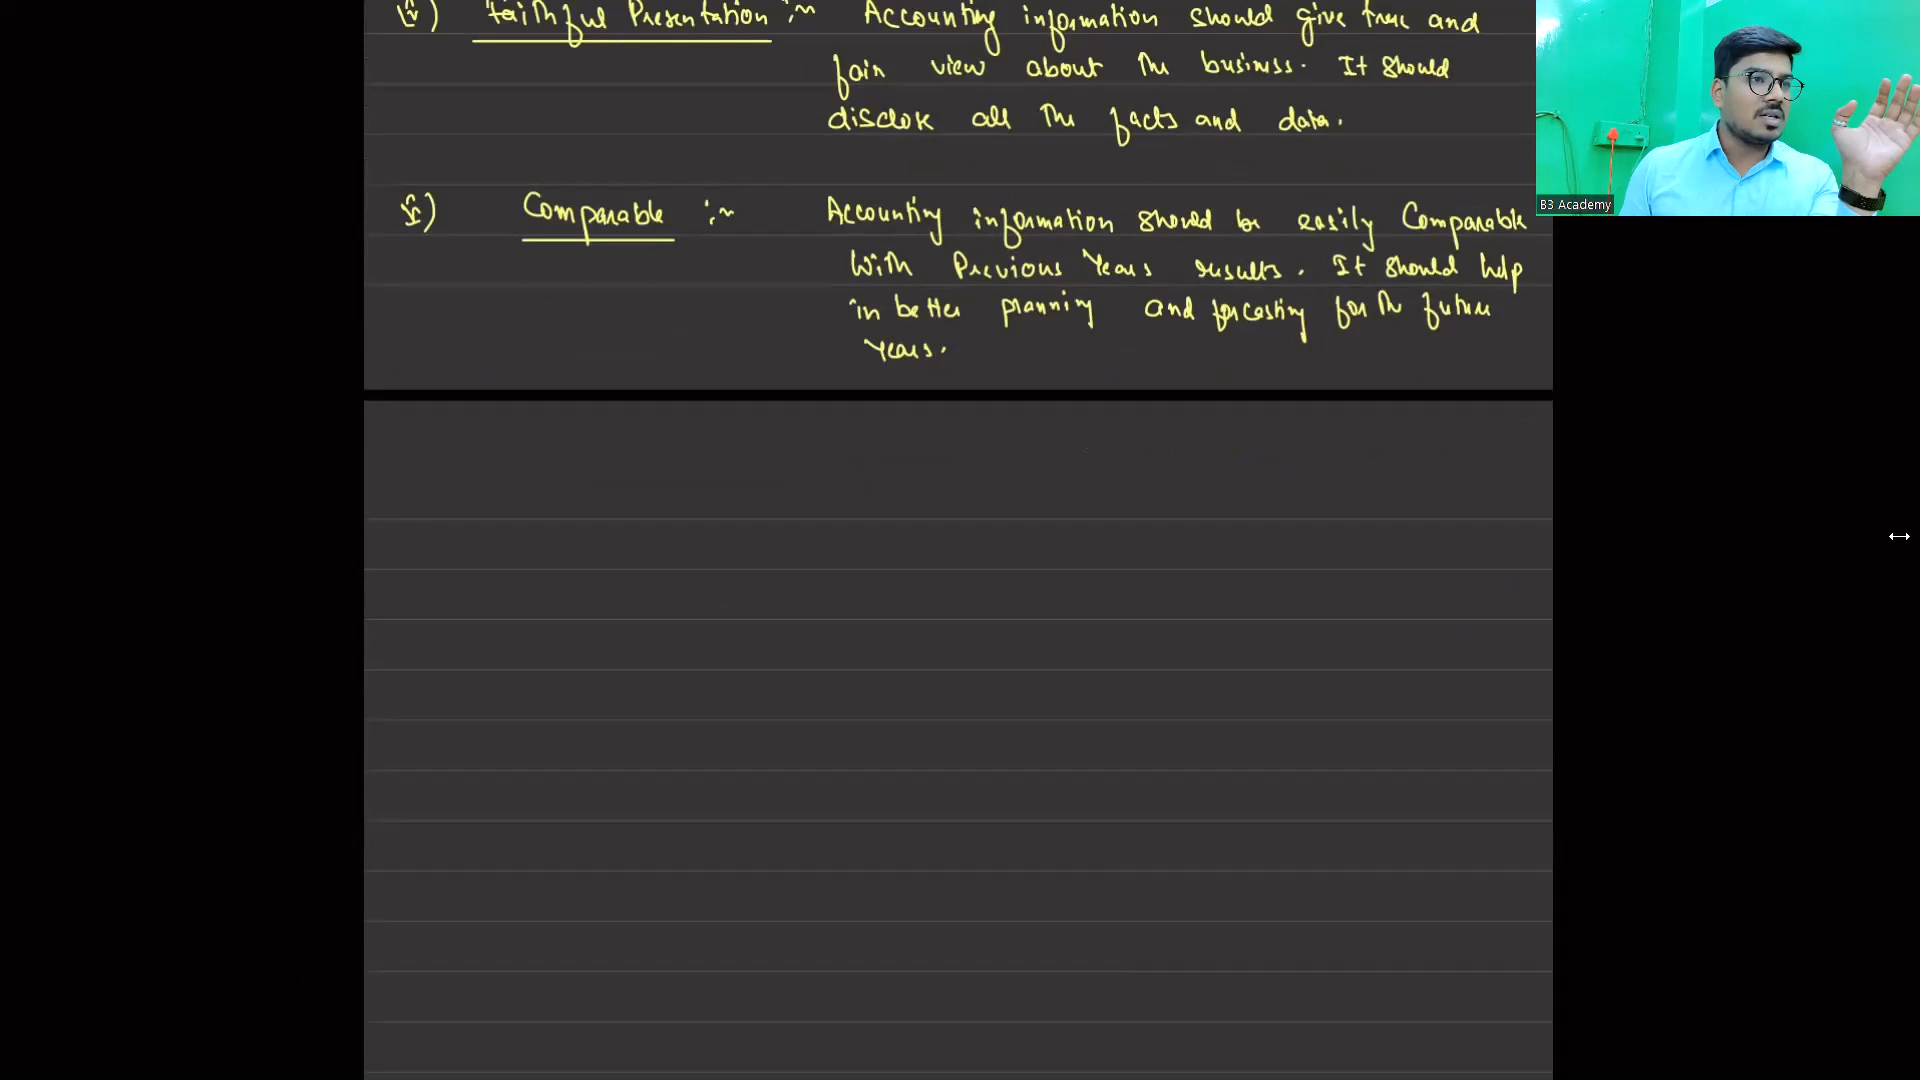 Faithful Presentation :~ Accounting information should give true and
fair view about the business. It should
disclose all the facts and data.
Comparable :~ Accounting information should be easily Comparable
With Previous Years results. It should help
in better planning and forcasting for the future
Years.
B3 Academy